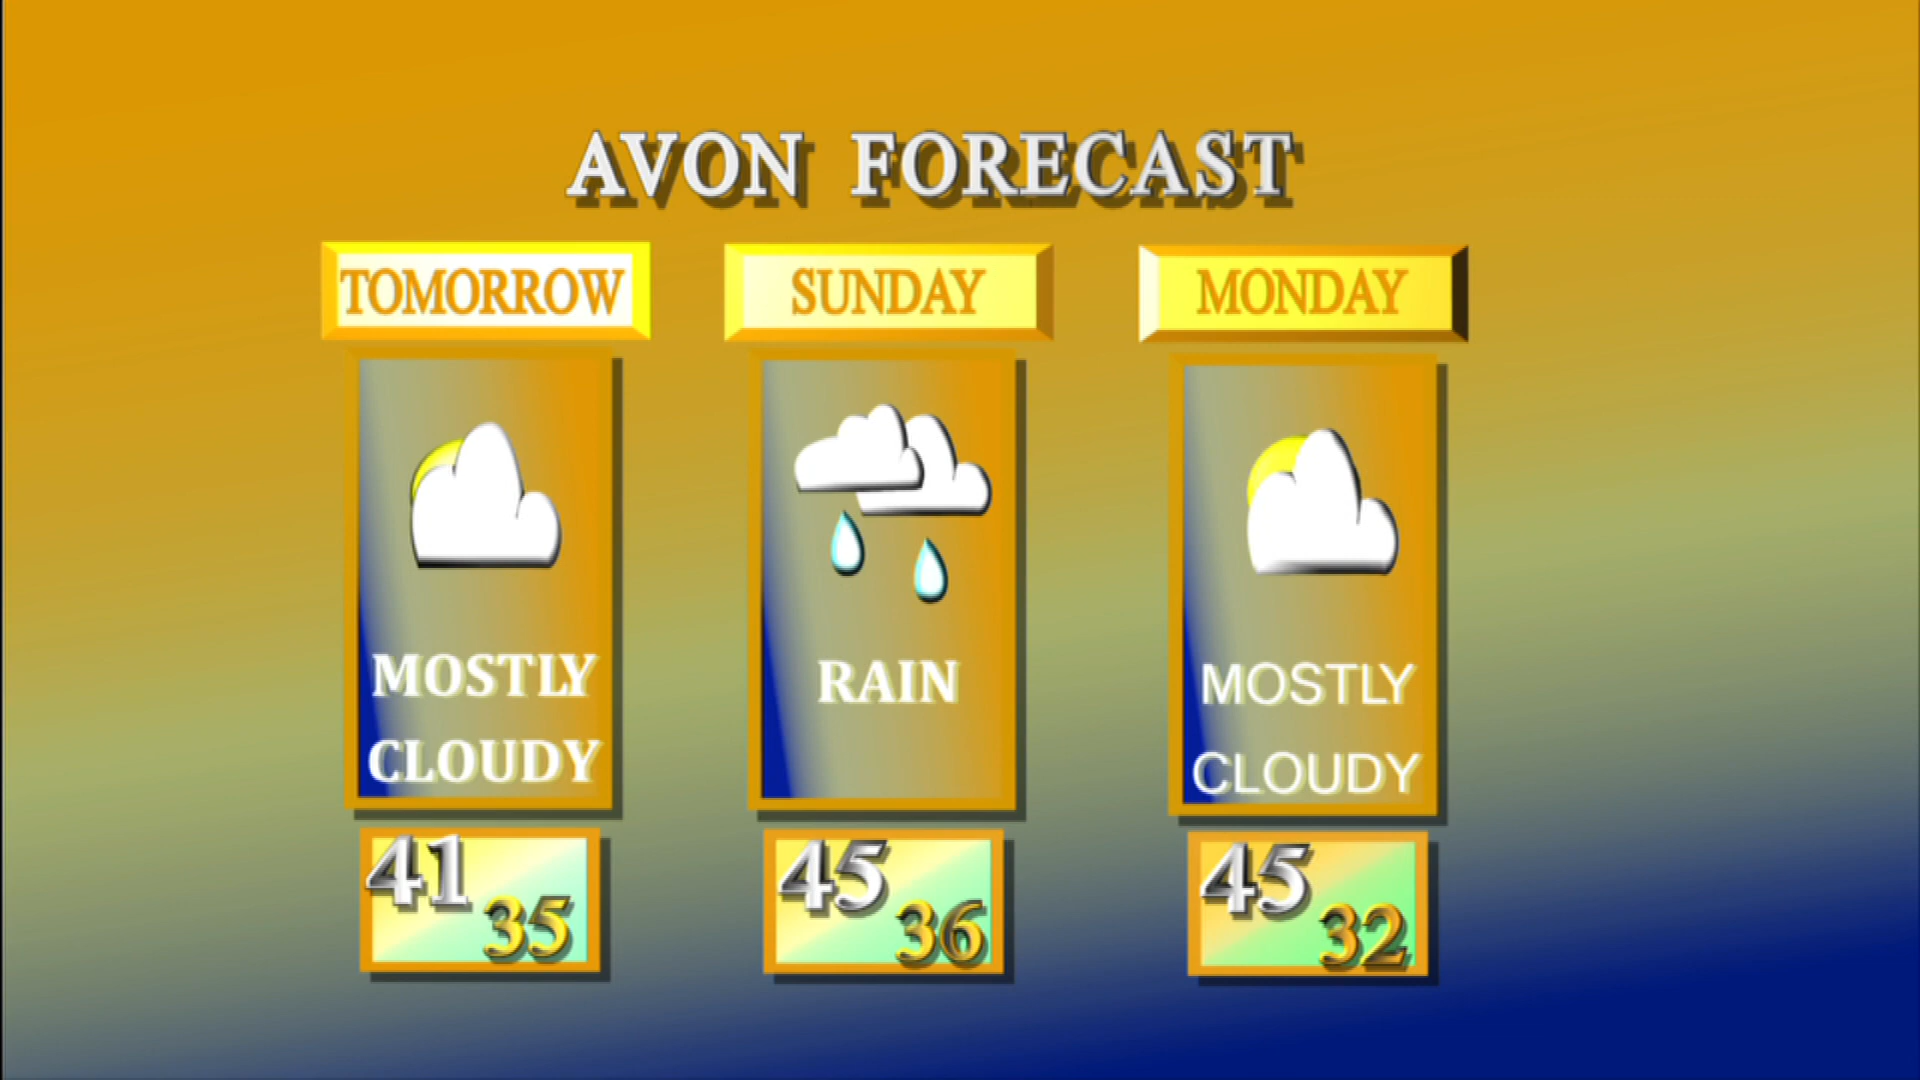 AVON FORECAST
TOMORROW
MOSTLY
CLOUDY
41
35
SUNDAY
RAIN
45
36
MONDAY
MOSTLY
CLOUDY
45
32